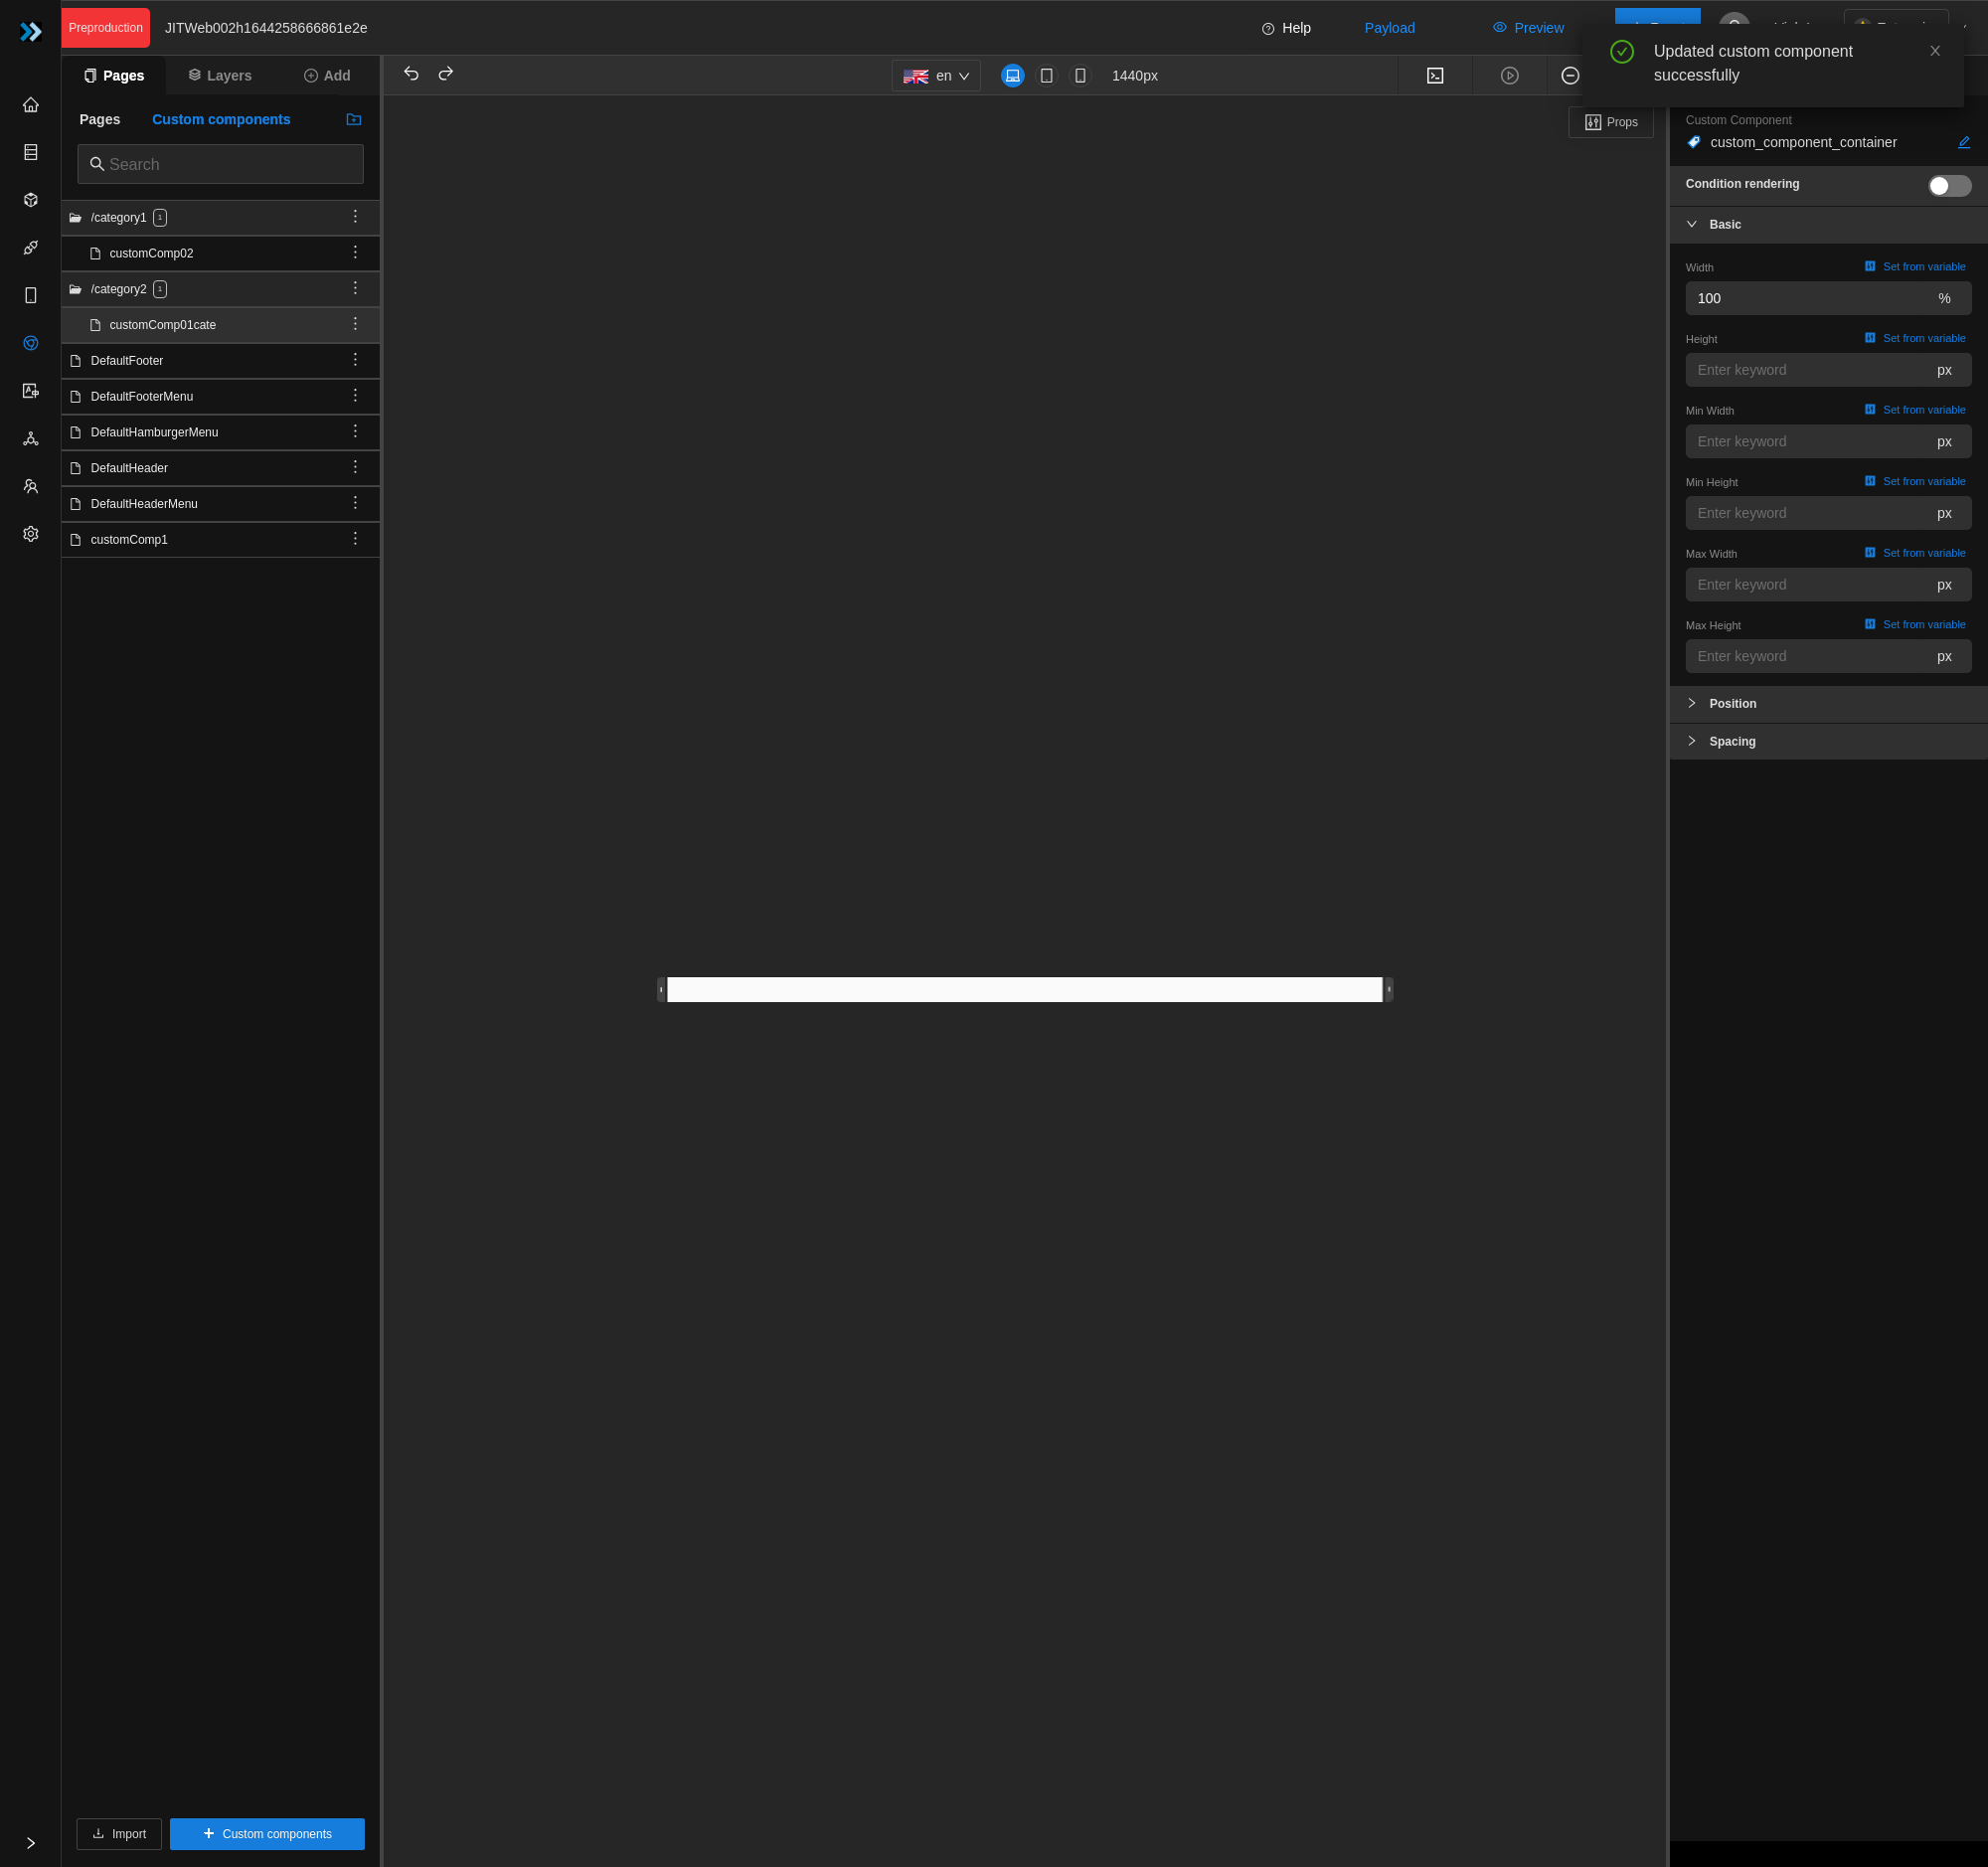 Preproduction
JITWeb002h1644258666861e2e
Help
Payload
Preview
Updated custom component
successfully
Pages
Layers
Add
en
1440px
Pages
Custom components
Props
Search
/category1
1
customComp02
/category2
1
customComp01cate
DefaultFooter
DefaultFooterMenu
DefaultHamburgerMenu
DefaultHeader
DefaultHeaderMenu
customComp1
Import
Custom components
Custom Component
custom_component_container
Condition rendering
Basic
Width
Set from variable
100
%
Height
Set from variable
Enter keyword
px
Min Width
Set from variable
Enter keyword
px
Min Height
Set from variable
Enter keyword
px
Max Width
Set from variable
Enter keyword
px
Max Height
Set from variable
Enter keyword
px
Position
Spacing